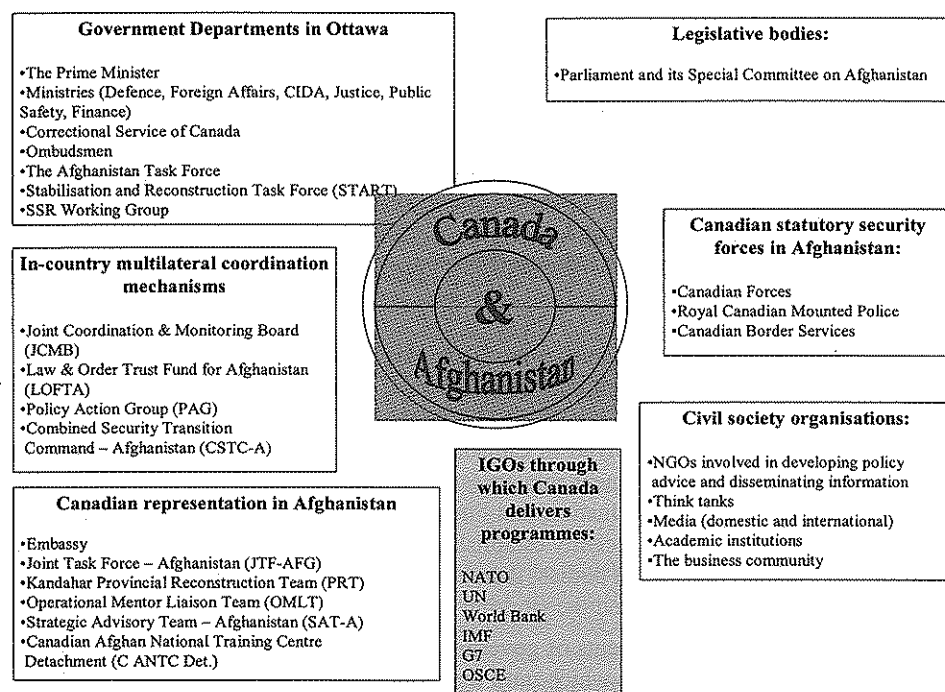 Government Departments in Ottawa
•The Prime Minister
•Ministries (Defence, Foreign Affairs, CIDA, Justice, Public
Safety, Finance)
•Correctional Service of Canada
•Ombudsmen
•The Afghanistan Task Force
•Stabilisation and Reconstruction Task Force (START)
•SSR Working Group
Legislative bodies:
•Parliament and its Special Committee on Afghanistan
Canada
&
Afghanistan
In-country multilateral coordination
mechanisms
•Joint Coordination & Monitoring Board
(JCMB)
•Law & Order Trust Fund for Afghanistan
(LOFTA)
•Policy Action Group (PAG)
•Combined Security Transition
Command – Afghanistan (CSTC-A)
Canadian statutory security
forces in Afghanistan:
•Canadian Forces
•Royal Canadian Mounted Police
•Canadian Border Services
Canadian representation in Afghanistan
•Embassy
•Joint Task Force – Afghanistan (JTF-AFG)
•Kandahar Provincial Reconstruction Team (PRT)
•Operational Mentor Liaison Team (OMLT)
•Strategic Advisory Team – Afghanistan (SAT-A)
•Canadian Afghan National Training Centre
Detachment (C ANTC Det.)
IGOs through
which Canada
delivers
programmes:
NATO
UN
World Bank
IMF
G7
OSCE
Civil society organisations:
•NGOs involved in developing policy
advice and disseminating information
•Think tanks
•Media (domestic and international)
•Academic institutions
•The business community